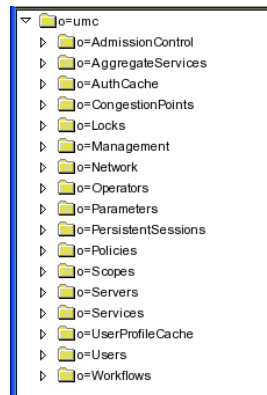 o=umc
o=AdmissionControl
o=AggregateServices
o=AuthCache
o=CongestionPoints
o=Locks
o=Management
o=Network
o=Operators
o=Parameters
o=PersistentSessions
o=Policies
o=Scopes
o=Servers
o=Services
o=UserProfileCache
o=Users
o=Workflows